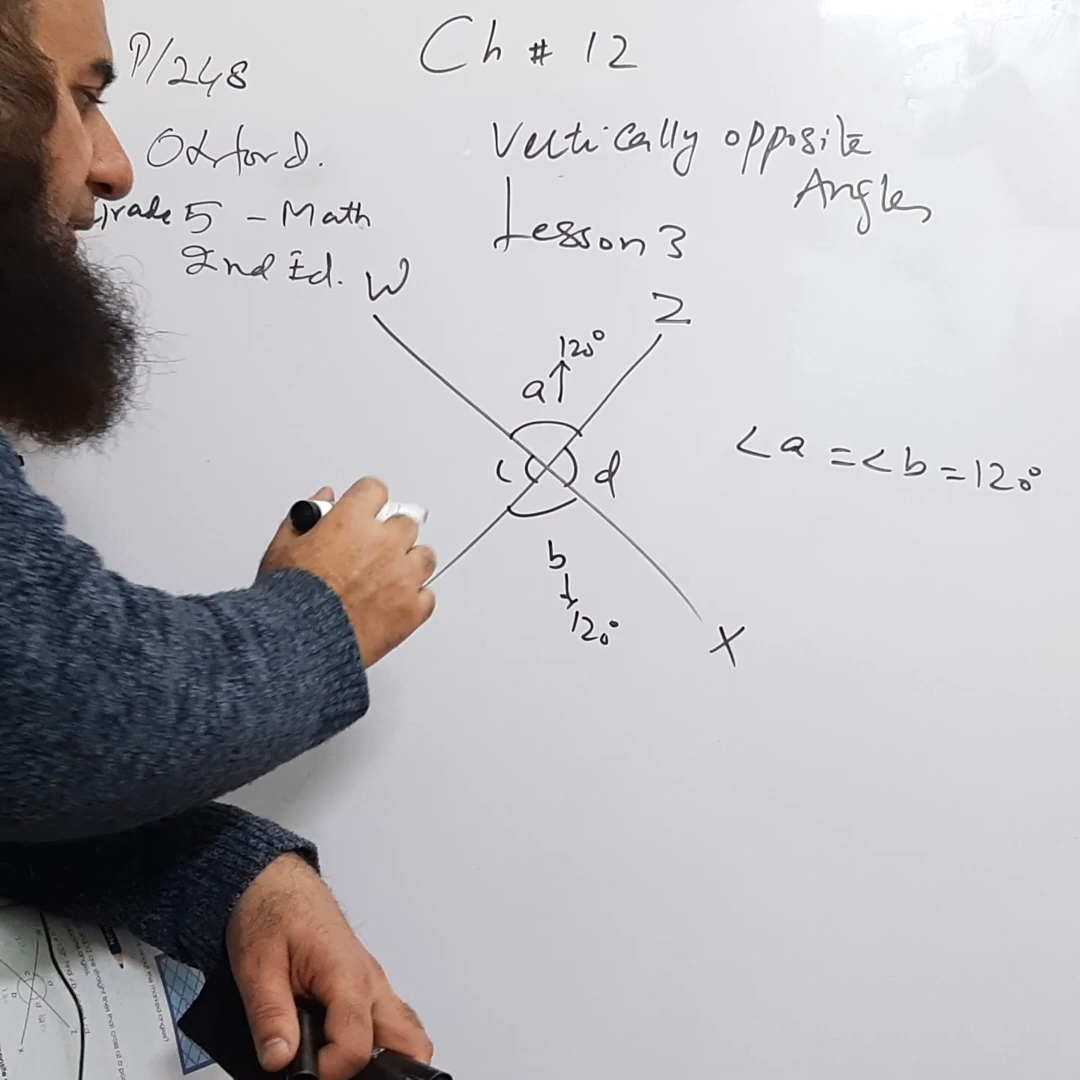 Ch # 12
P/248
Oxford.
Grade 5 - Math
2nd Ed.
Vertically opposite
Angles
Lesson 3
W
Z
120°
a
c
d
b
120°
X
<a = <b = 120°